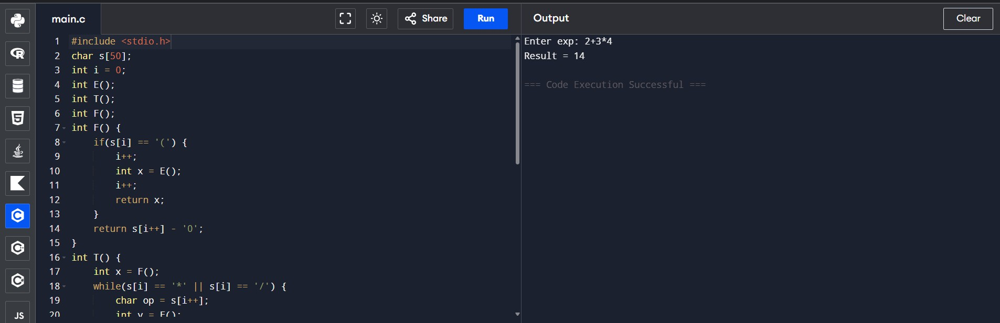 main.c
Share
Run
Output
Clear
1 #include <stdio.h>
2 char s[50];
3 int i = 0;
4 int E();
5 int T();
6 int F();
7 int F() {
8     if(s[i] == '(') {
9         i++;
10         int x = E();
11         i++;
12         return x;
13     }
14     return s[i++] - '0';
15 }
16 int T() {
17     int x = F();
18     while(s[i] == '*' || s[i] == '/') {
19         char op = s[i++];
20         int y = F();
Enter exp: 2+3*4
Result = 14
=== Code Execution Successful ===
R
5
C
C
C
JS